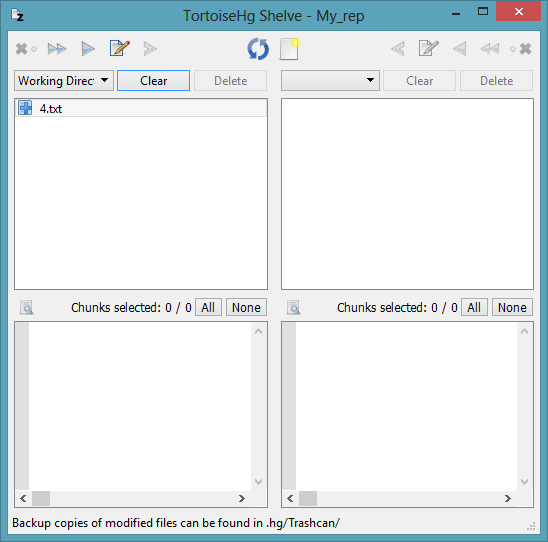 TortoiseHg Shelve - My_rep
Working Direc Clear Delete Clear Delete
4.txt
Chunks selected: 0 / 0 All None Chunks selected: 0 / 0 All None
Backup copies of modified files can be found in .hg/Trashcan/